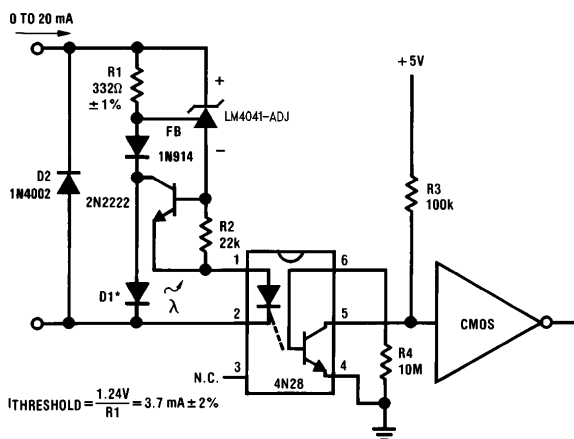 0 TO 20 mA
R1
332Ω
±1%
+
LM4041-ADJ
FB
−
1N914
D2
1N4002
2N2222
R2
22k
D1*
λ
1
2
3
N.C.
4N28
6
5
4
+5V
R3
100k
R4
10M
CMOS
ITHRESHOLD = 1.24V / R1 = 3.7 mA ± 2%